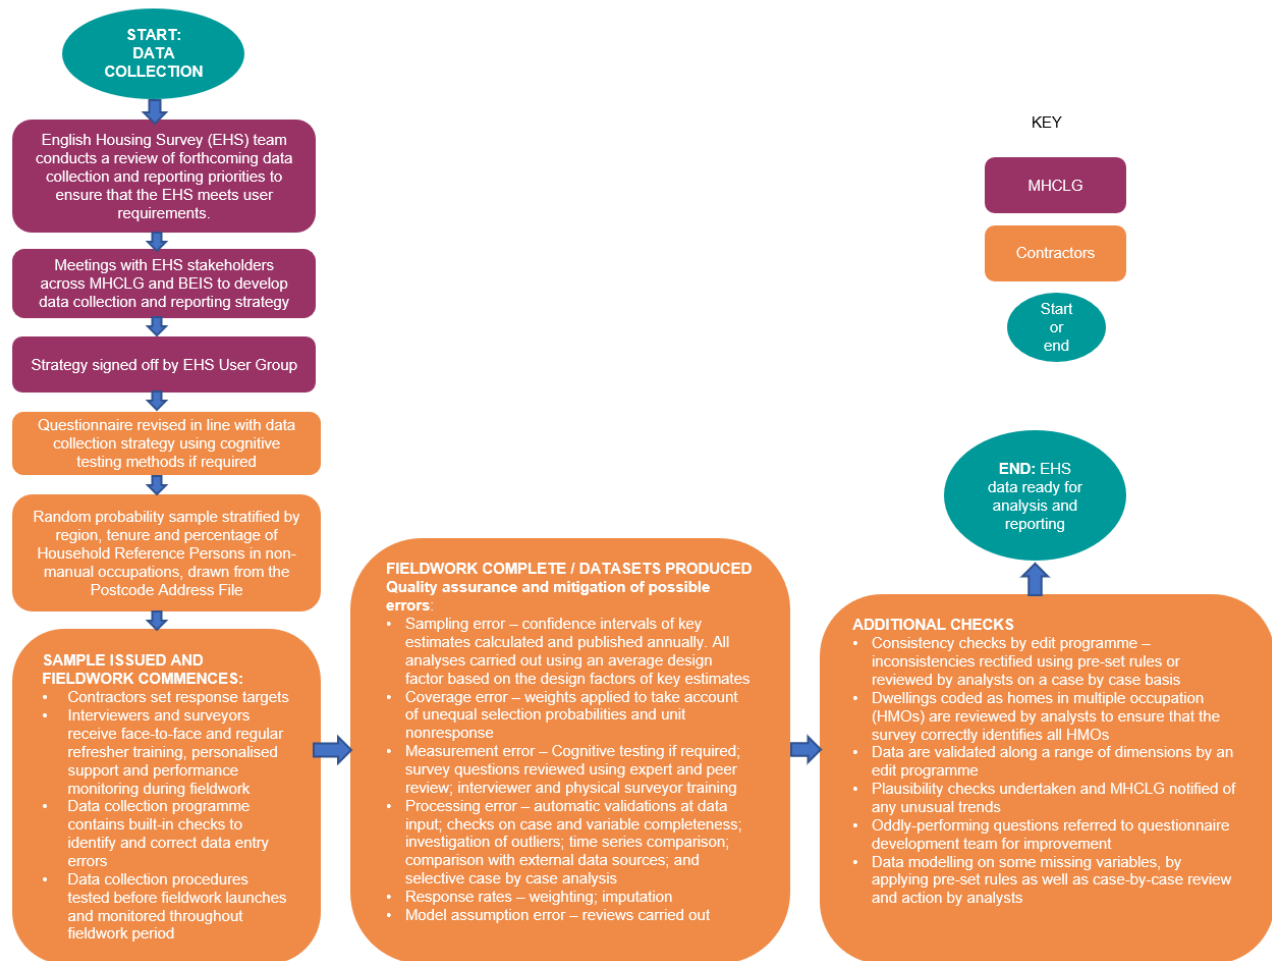 START:
DATA
COLLECTION
English Housing Survey (EHS) team
conducts a review of forthcoming data
collection and reporting priorities to
ensure that the EHS meets user
requirements.
Meetings with EHS stakeholders
across MHCLG and BEIS to develop
data collection and reporting strategy
Strategy signed off by EHS User Group
Questionnaire revised in line with data
collection strategy using cognitive
testing methods if required
Random probability sample stratified by
region, tenure and percentage of
Household Reference Persons in non-
manual occupations, drawn from the
Postcode Address File
SAMPLE ISSUED AND
FIELDWORK COMMENCES:
• Contractors set response targets
• Interviewers and surveyors
receive face-to-face and regular
refresher training, personalised
support and performance
monitoring during fieldwork
• Data collection programme
contains built-in checks to
identify and correct data entry
errors
• Data collection procedures
tested before fieldwork launches
and monitored throughout
fieldwork period
FIELDWORK COMPLETE / DATASETS PRODUCED
Quality assurance and mitigation of possible
errors:
• Sampling error – confidence intervals of key
estimates calculated and published annually. All
analyses carried out using an average design
factor based on the design factors of key estimates
• Coverage error – weights applied to take account
of unequal selection probabilities and unit
nonresponse
• Measurement error – Cognitive testing if required;
survey questions reviewed using expert and peer
review; interviewer and physical surveyor training
• Processing error – automatic validations at data
input; checks on case and variable completeness;
investigation of outliers; time series comparison;
comparison with external data sources; and
selective case by case analysis
• Response rates – weighting; imputation
• Model assumption error – reviews carried out
ADDITIONAL CHECKS
• Consistency checks by edit programme –
inconsistencies rectified using pre-set rules or
reviewed by analysts on a case by case basis
• Dwellings coded as homes in multiple occupation
(HMOs) are reviewed by analysts to ensure that the
survey correctly identifies all HMOs
• Data are validated along a range of dimensions by an
edit programme
• Plausibility checks undertaken and MHCLG notified of
any unusual trends
• Oddly-performing questions referred to questionnaire
development team for improvement
• Data modelling on some missing variables, by
applying pre-set rules as well as case-by-case review
and action by analysts
END: EHS
data ready for
analysis and
reporting
KEY
MHCLG
Contractors
Start
or
end